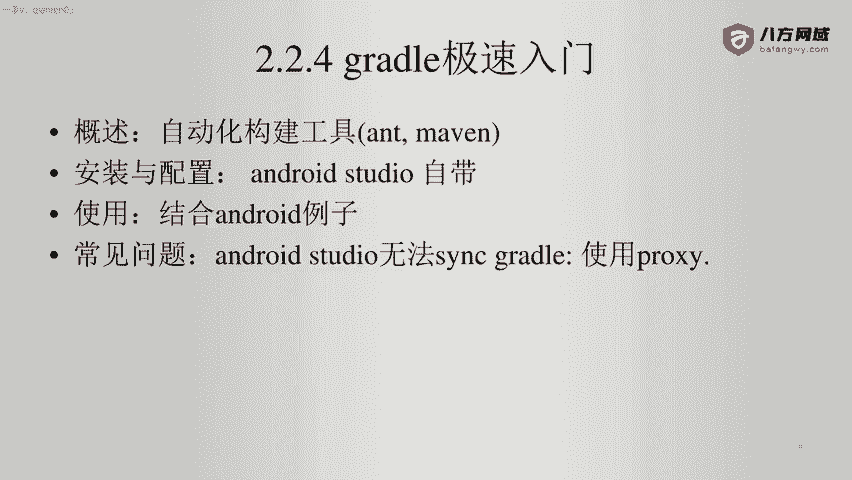 八方网域
bafangwy.com
2.2.4 gradle极速入门
• 概述：自动化构建工具(ant, maven)
• 安装与配置： android studio 自带
• 使用：结合android例子
• 常见问题：android studio无法sync gradle: 使用proxy.